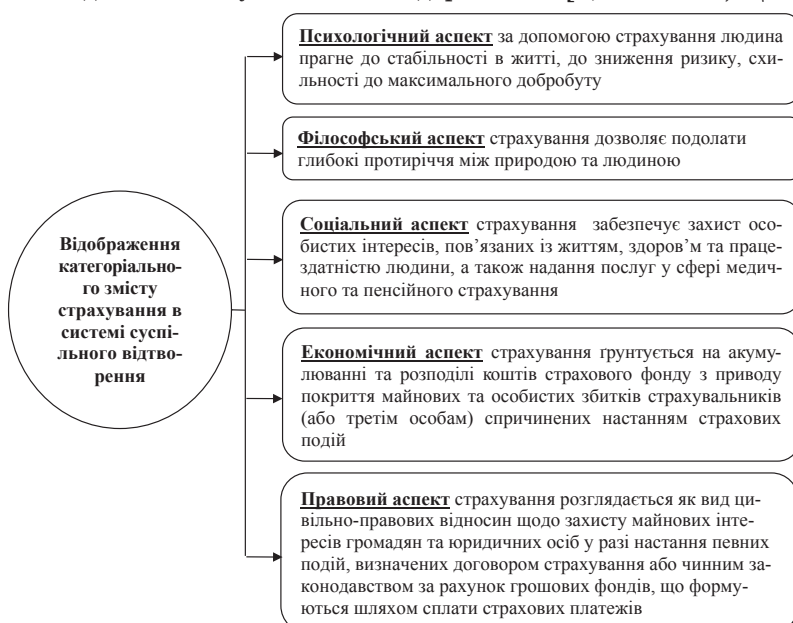 Психологічний аспект за допомогою страхування людина
прагне до стабільності в житті, до зниження ризику, схи-
льності до максимального добробуту
Філософський аспект страхування дозволяє подолати
глибокі протиріччя між природою та людиною
Відображення
категоріально-
го змісту
страхування в
системі суспі-
льного відтво-
рення
Соціальний аспект страхування забезпечує захист осо-
бистих інтересів, пов’язаних із життям, здоров’м та праце-
здатністю людини, а також надання послуг у сфері медич-
ного та пенсійного страхування
Економічний аспект страхування ґрунтується на акуму-
люванні та розподілі коштів страхового фонду з приводу
покриття майнових та особистих збитків страхувальників
(або третім особам) спричинених настанням страхових
подій
Правовий аспект страхування розглядається як вид ци-
вільно-правових відносин щодо захисту майнових інте-
ресів громадян та юридичних осіб у разі настання певних
подій, визначених договором страхування або чинним за-
конодавством за рахунок грошових фондів, що форму-
ються шляхом сплати страхових платежів